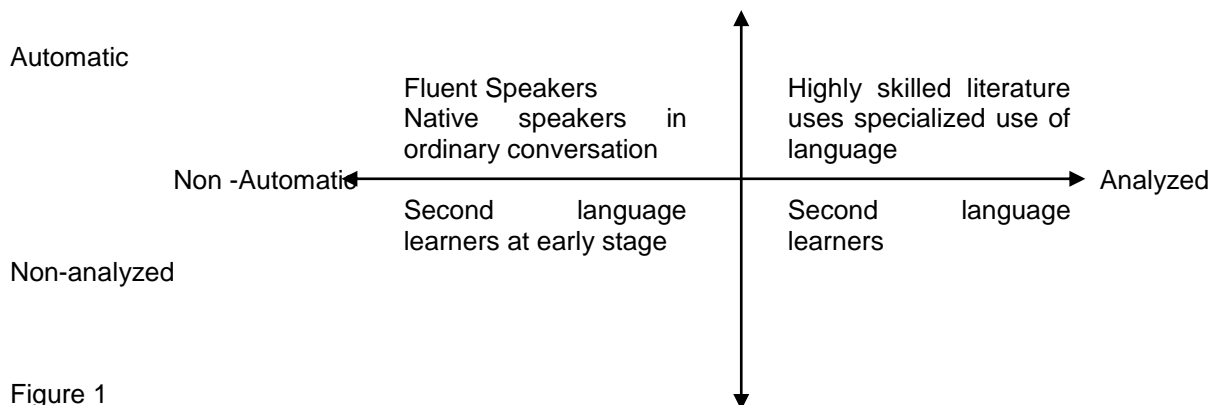 Automatic
Fluent Speakers
Native speakers in
ordinary conversation
Highly skilled literature
uses specialized use of
language
Non -Automatic
Analyzed
Second language
learners at early stage
Second language
learners
Non-analyzed
Figure 1